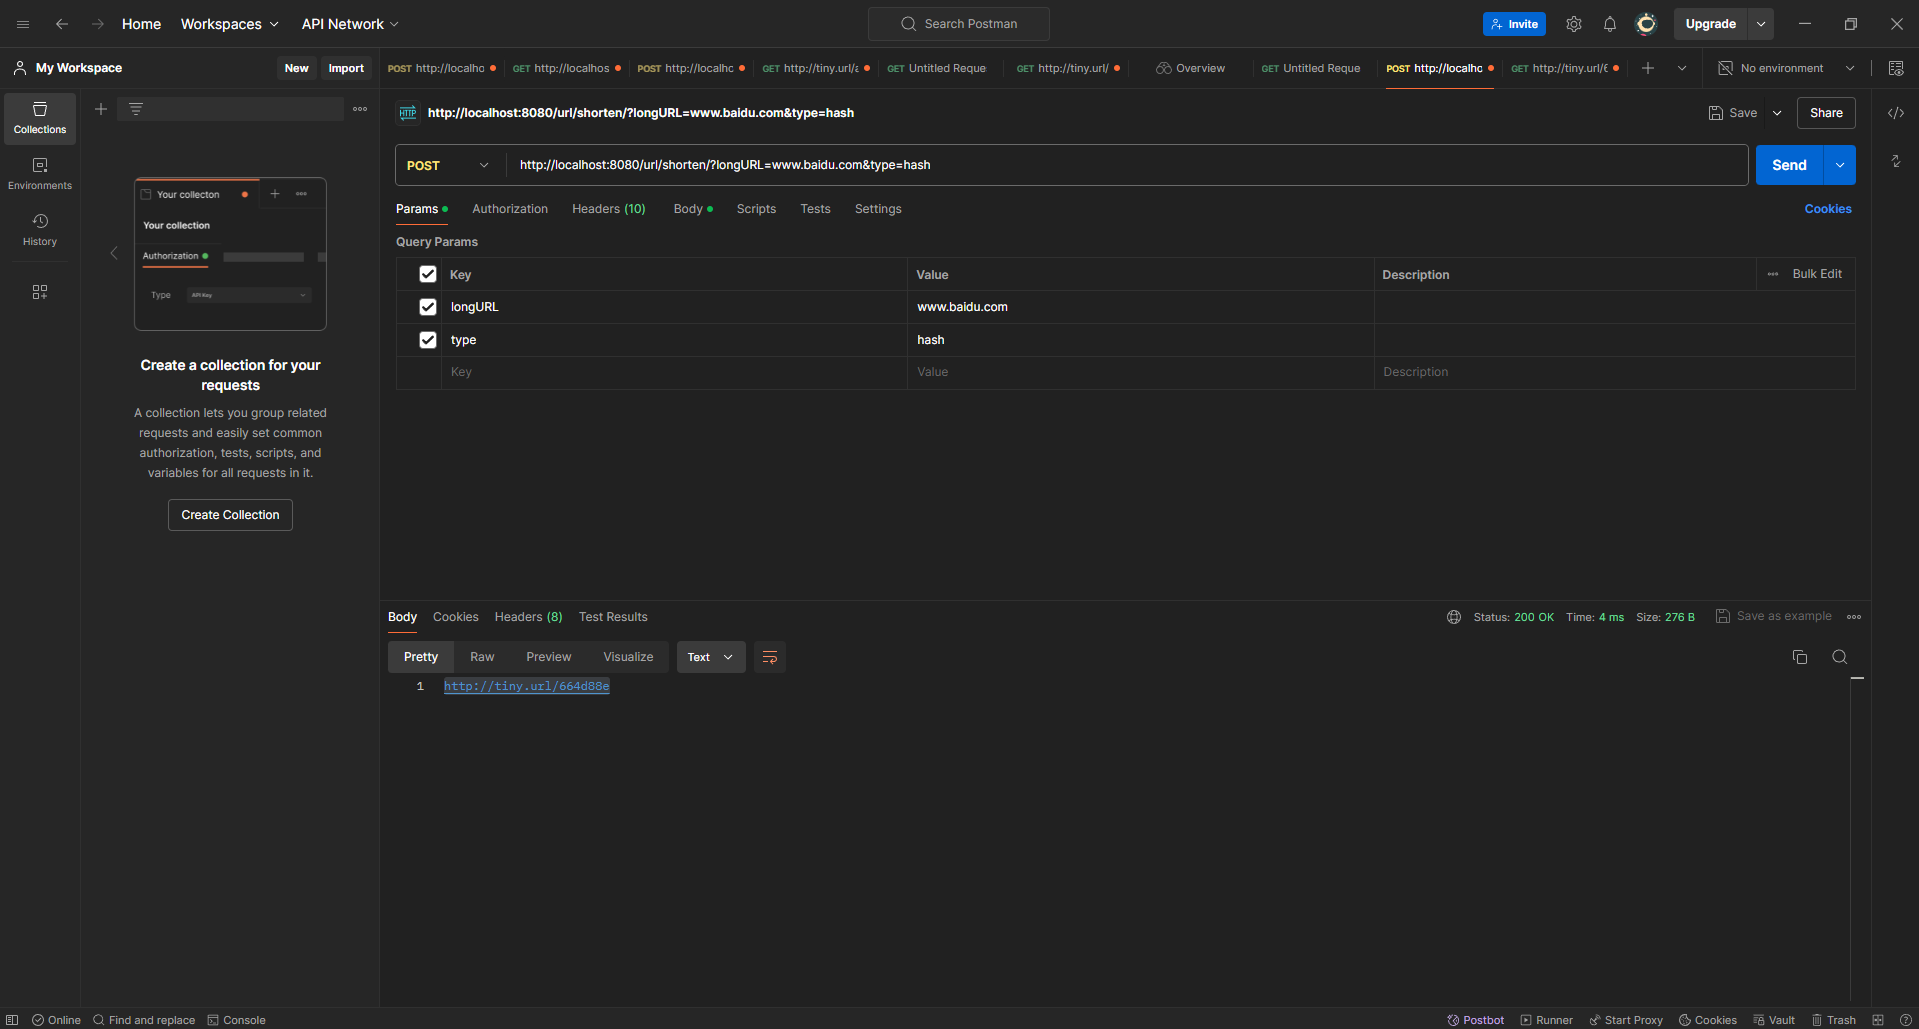 Home Workspaces API Network Search Postman Invite Upgrade
My Workspace New Import POST http://localho GET http://localhos POST http://localhc GET http://tiny.url/a GET Untitled Reque GET http://tiny.url/ Overview GET Untitled Reque POST http://localho GET http://tiny.url/6 No environment
Collections
Environments
History
Your collecton
Your collection
Authorization
Type API Key
Create a collection for your
requests
A collection lets you group related
requests and easily set common
authorization, tests, scripts, and
variables for all requests in it.
Create Collection
HTTP http://localhost:8080/url/shorten/?longURL=www.baidu.com&type=hash Save Share
POST http://localhost:8080/url/shorten/?longURL=www.baidu.com&type=hash Send
Params Authorization Headers (10) Body Scripts Tests Settings Cookies
Query Params
Key Value Description Bulk Edit
longURL www.baidu.com
type hash
Key Value Description
Body Cookies Headers (8) Test Results Status: 200 OK Time: 4 ms Size: 276 B Save as example
Pretty Raw Preview Visualize Text
1 http://tiny.url/664d88e
Online Find and replace Console Postbot Runner Start Proxy Cookies Vault Trash